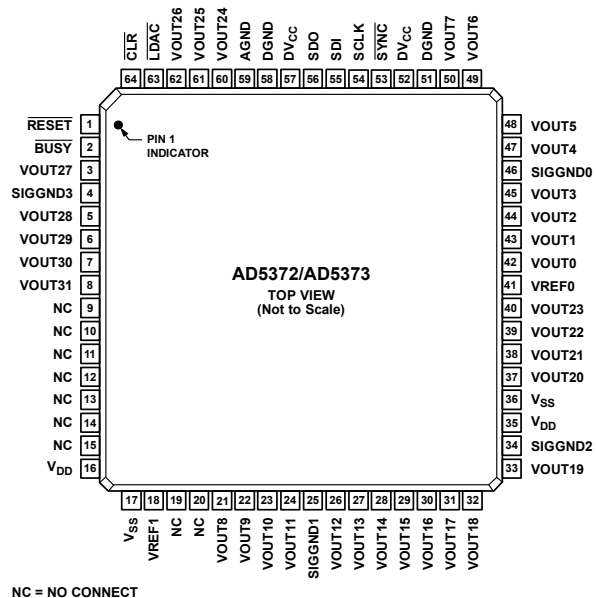 CLR
LDAC
VOUT26
VOUT25
VOUT24
AGND
DGND
DVCC
SDO
SDI
SCLK
SYNC
DVCC
DGND
VOUT7
VOUT6
64 63 62 61 60 59 58 57 56 55 54 53 52 51 50 49
RESET 1
BUSY 2
VOUT27 3
SIGGND3 4
VOUT28 5
VOUT29 6
VOUT30 7
VOUT31 8
NC 9
NC 10
NC 11
NC 12
NC 13
NC 14
NC 15
VDD 16
PIN 1
INDICATOR
AD5372/AD5373
TOP VIEW
(Not to Scale)
48 VOUT5
47 VOUT4
46 SIGGND0
45 VOUT3
44 VOUT2
43 VOUT1
42 VOUT0
41 VREF0
40 VOUT23
39 VOUT22
38 VOUT21
37 VOUT20
36 VSS
35 VDD
34 SIGGND2
33 VOUT19
17 18 19 20 21 22 23 24 25 26 27 28 29 30 31 32
VSS
VREF1
NC
NC
VOUT8
VOUT9
VOUT10
VOUT11
SIGGND1
VOUT12
VOUT13
VOUT14
VOUT15
VOUT16
VOUT17
VOUT18
NC = NO CONNECT